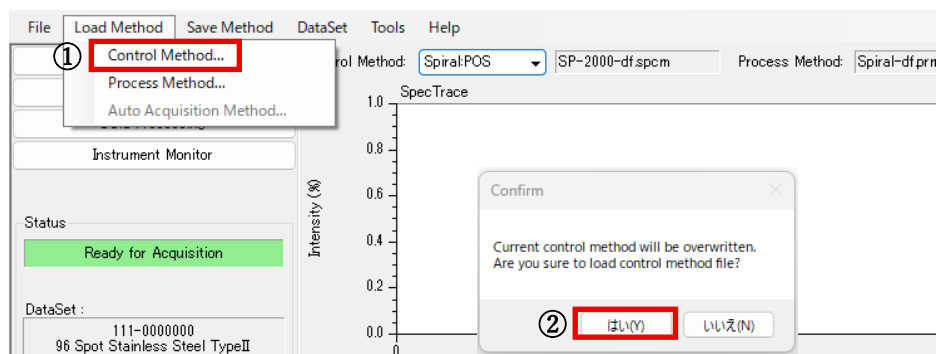 File Load Method Save Method DataSet Tools Help
① Control Method...
Process Method...
Auto Acquisition Method...
Method: Spiral:POS SP-2000-df.spcm Process Method: Spiral-df.prm
Instrument Monitor
Status
Ready for Acquisition
DataSet :
111-0000000
96 Spot Stainless Steel TypeII
SpecTrace
Intensity (%)
1.0
0.8
0.6
0.4
0.2
0.0
0
Confirm
Current control method will be overwritten.
Are you sure to load control method file?
② はい(Y) いいえ(N)